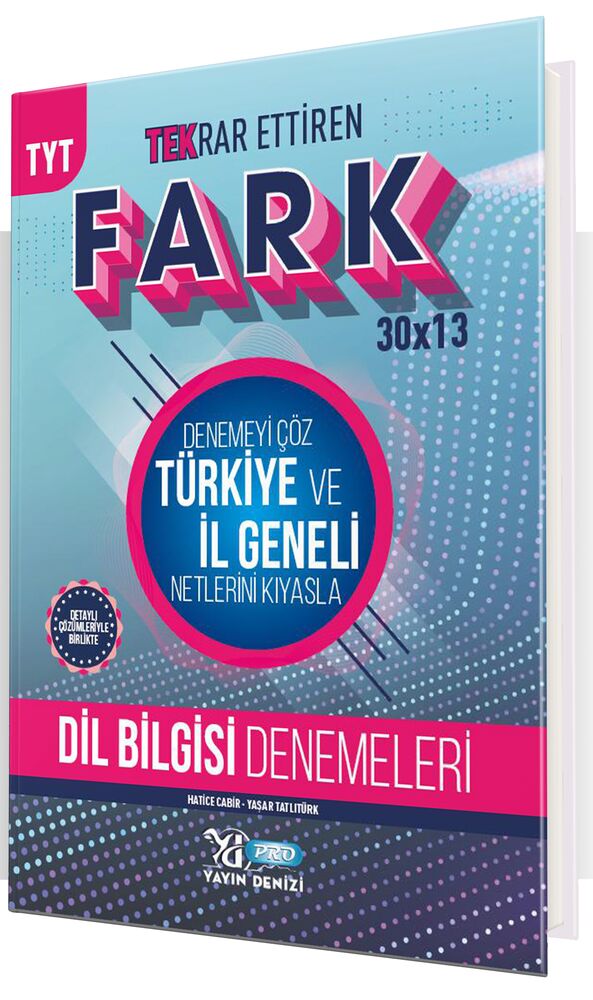 TYT
TEKRAR ETTİREN
FARK
30x13
DENEMEYİ ÇÖZ
TÜRKİYE VE
İL GENELİ
NETLERİNİ KIYASLA
DETAYLI
ÇÖZÜMLERİYLE
BİRLİKTE
DİL BİLGİSİ DENEMELERİ
HATİCE CABİR - YAŞAR TATLITÜRK
YD PRO
YAYIN DENİZİ